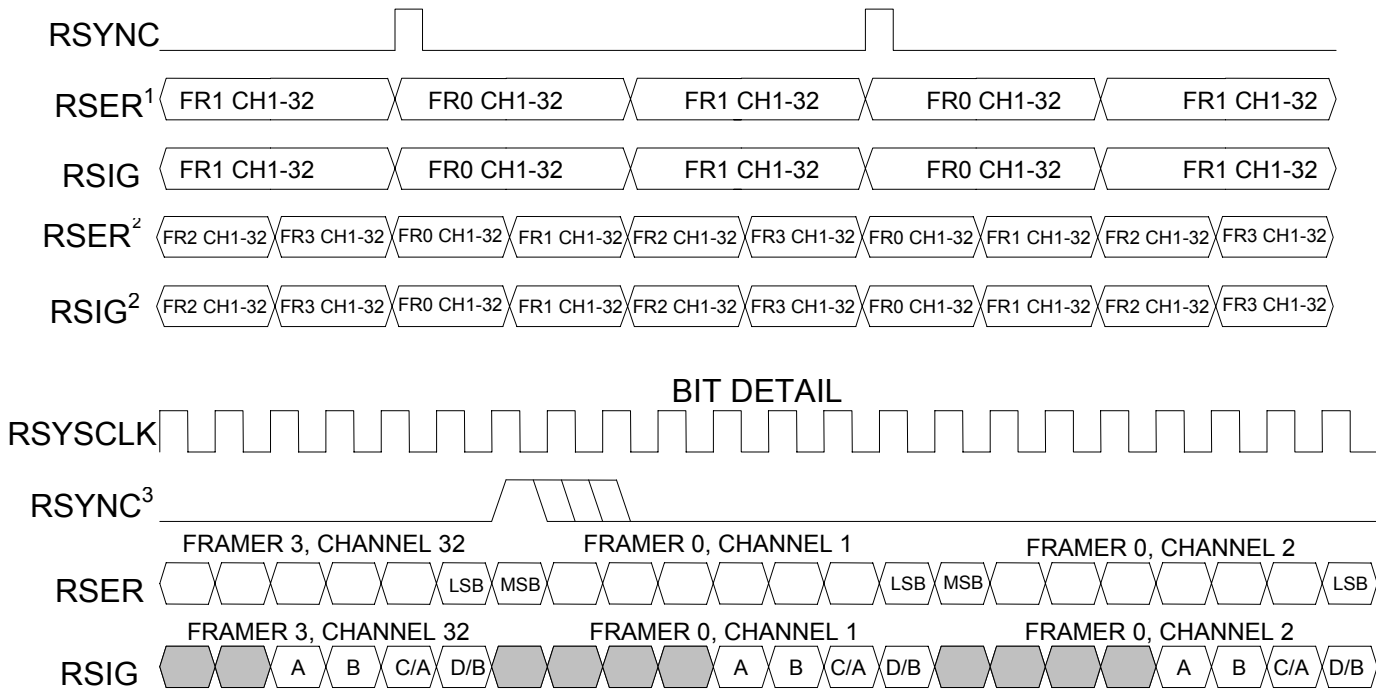 RSYNC
RSER¹ FR1 CH1-32 FR0 CH1-32 FR1 CH1-32 FR0 CH1-32 FR1 CH1-32
RSIG FR1 CH1-32 FR0 CH1-32 FR1 CH1-32 FR0 CH1-32 FR1 CH1-32
RSER² FR2 CH1-32 FR3 CH1-32 FR0 CH1-32 FR1 CH1-32 FR2 CH1-32 FR3 CH1-32 FR0 CH1-32 FR1 CH1-32 FR2 CH1-32 FR3 CH1-32
RSIG² FR2 CH1-32 FR3 CH1-32 FR0 CH1-32 FR1 CH1-32 FR2 CH1-32 FR3 CH1-32 FR0 CH1-32 FR1 CH1-32 FR2 CH1-32 FR3 CH1-32
BIT DETAIL
RSYSCLK
RSYNC³
FRAMER 3, CHANNEL 32 FRAMER 0, CHANNEL 1 FRAMER 0, CHANNEL 2
RSER LSB MSB LSB MSB LSB
FRAMER 3, CHANNEL 32 FRAMER 0, CHANNEL 1 FRAMER 0, CHANNEL 2
RSIG A B C/A D/B A B C/A D/B A B C/A D/B